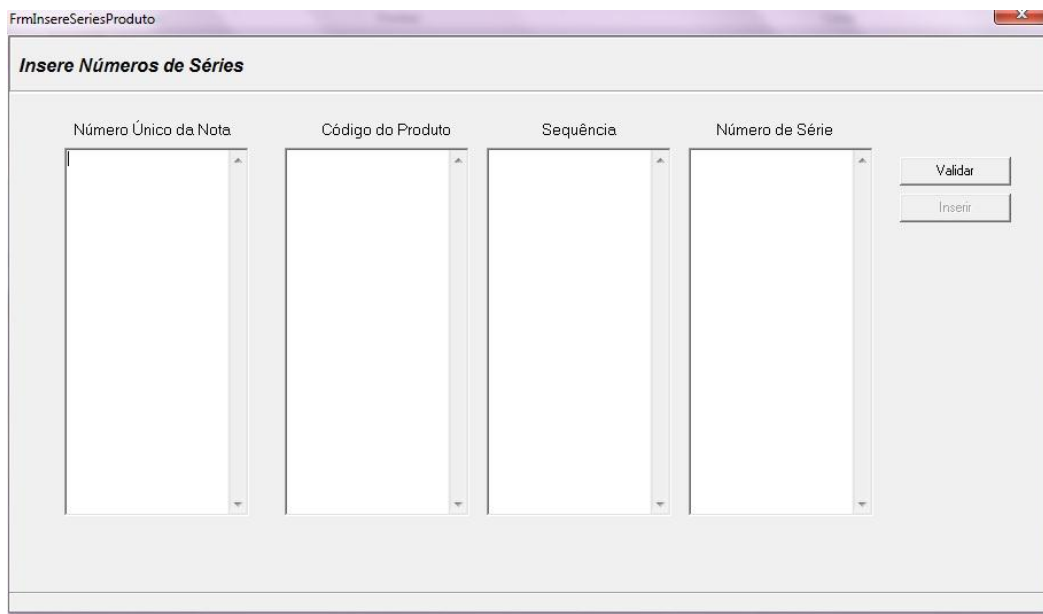 FrmInsereSeriesProduto
Insere Números de Séries
Número Único da Nota Código do Produto Sequência Número de Série
Validar
Inserir